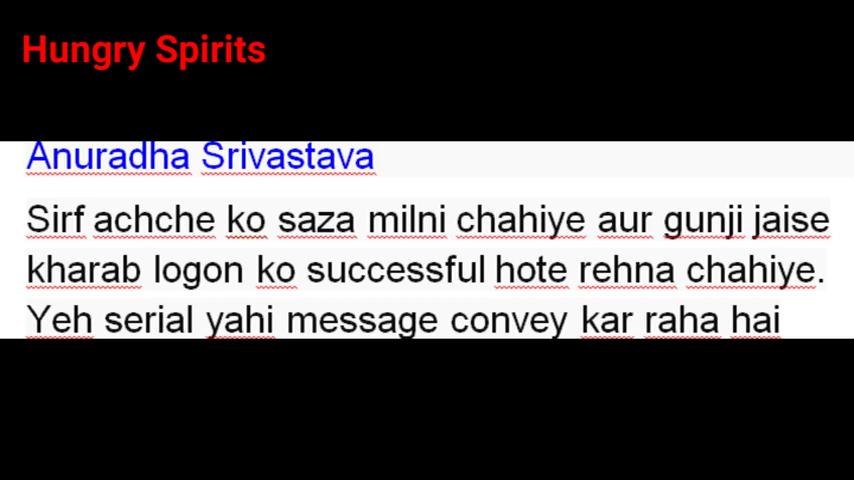 Hungry Spirits
Anuradha Srivastava
Sirf achche ko saza milni chahiye aur gunji jaise
kharab logon ko successful hote rehna chahiye.
Yeh serial yahi message convey kar raha hai